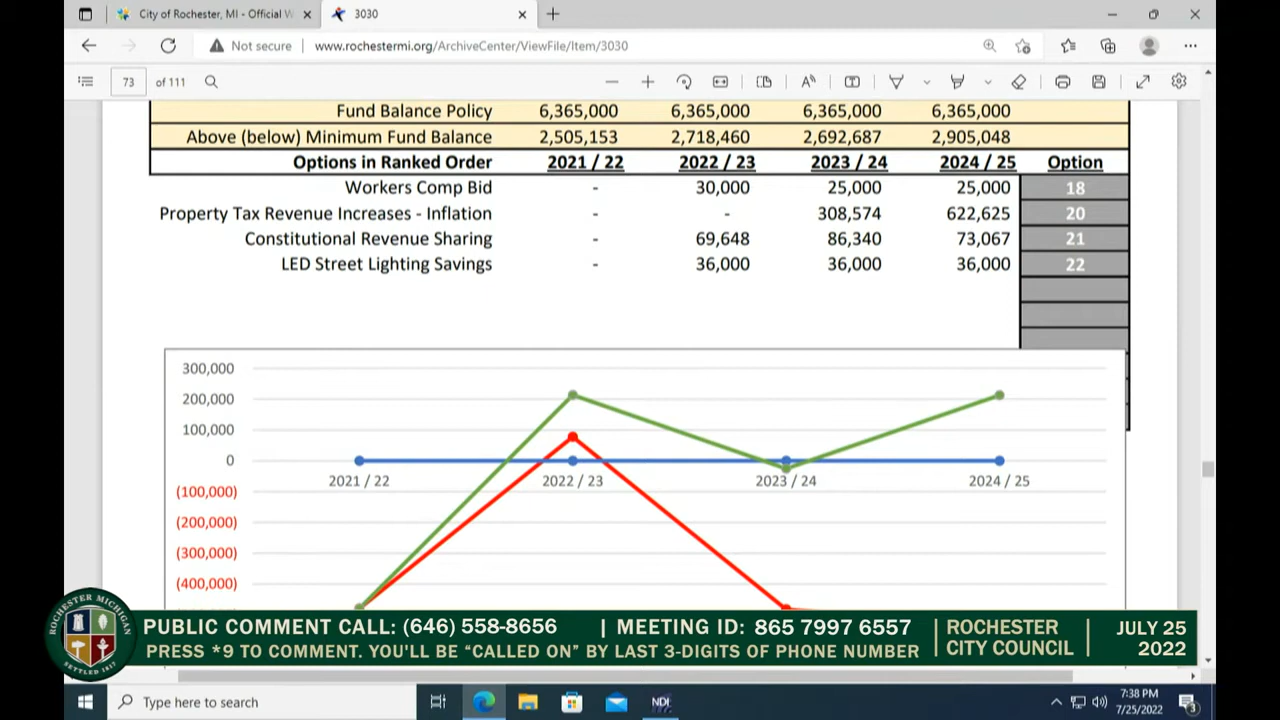 City of Rochester, MI - Official W
3030
Not secure
www.rochestermi.org/ArchiveCenter/ViewFile/Item/3030
73 of 111
Fund Balance Policy 6,365,000 6,365,000 6,365,000 6,365,000
Above (below) Minimum Fund Balance 2,505,153 2,718,460 2,692,687 2,905,048
Options in Ranked Order 2021 / 22 2022 / 23 2023 / 24 2024 / 25 Option
Workers Comp Bid - 30,000 25,000 25,000 18
Property Tax Revenue Increases - Inflation - - 308,574 622,625 20
Constitutional Revenue Sharing - 69,648 86,340 73,067 21
LED Street Lighting Savings - 36,000 36,000 36,000 22
300,000
200,000
100,000
0
2021 / 22 2022 / 23 2023 / 24 2024 / 25
(100,000)
(200,000)
(300,000)
(400,000)
ROCHESTER MICHIGAN
SETTLED 1817
PUBLIC COMMENT CALL: (646) 558-8656 | MEETING ID: 865 7997 6557
PRESS *9 TO COMMENT. YOU'LL BE “CALLED ON” BY LAST 3-DIGITS OF PHONE NUMBER
ROCHESTER
CITY COUNCIL
JULY 25
2022
Type here to search
NDI
7:38 PM
7/25/2022
3